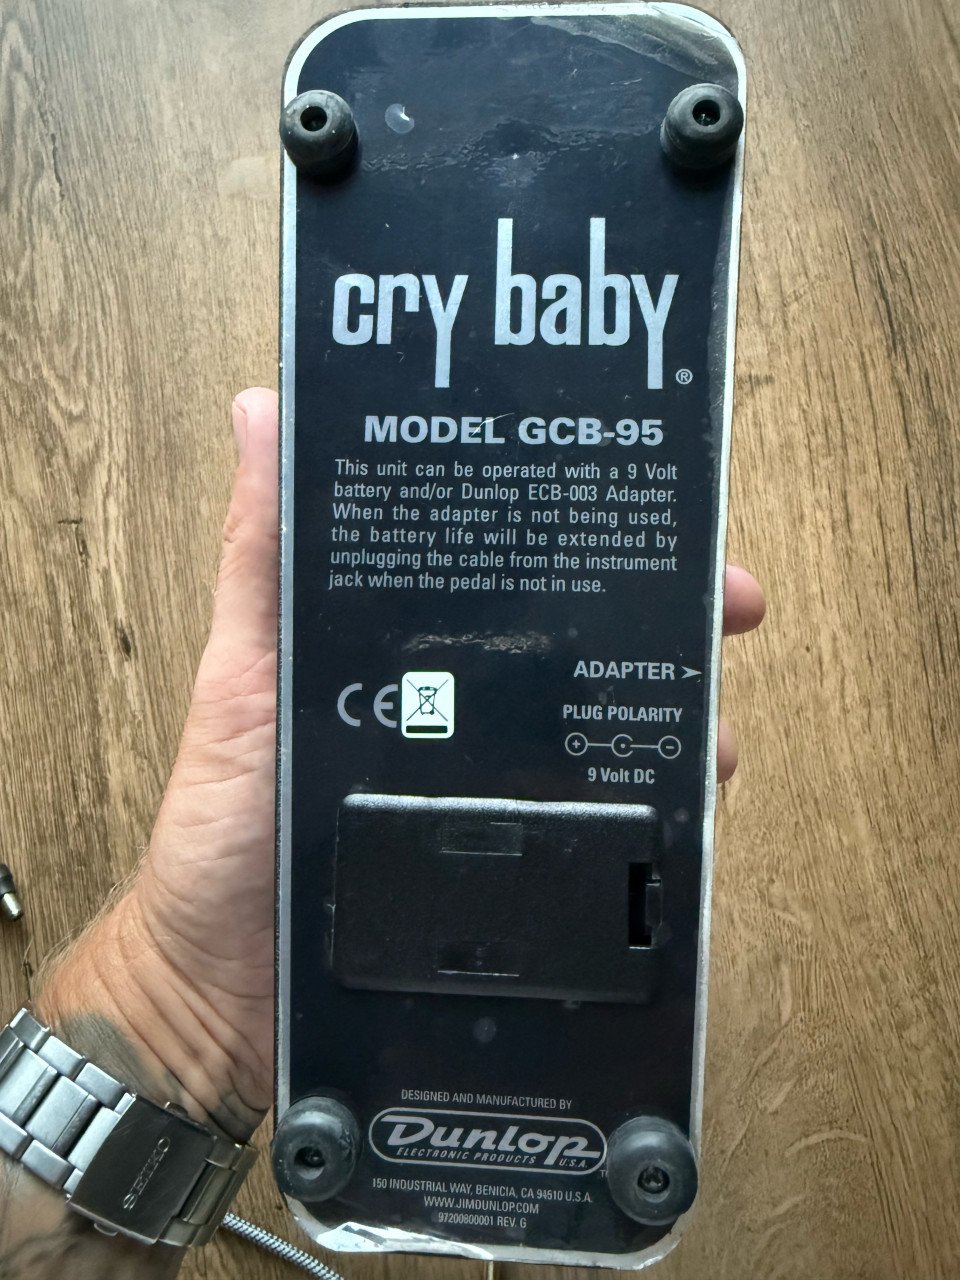 cry baby®
MODEL GCB-95
This unit can be operated with a 9 Volt
battery and/or Dunlop ECB-003 Adapter.
When the adapter is not being used,
the battery life will be extended by
unplugging the cable from the instrument
jack when the pedal is not in use.
ADAPTER ➤
CE
PLUG POLARITY
+ -
9 Volt DC
DESIGNED AND MANUFACTURED BY
Dunlop
ELECTRONIC PRODUCTS U.S.A.
TM
150 INDUSTRIAL WAY, BENICIA, CA 94510 U.S.A.
WWW.JIMDUNLOP.COM
97200800001 REV. G
SEIKO